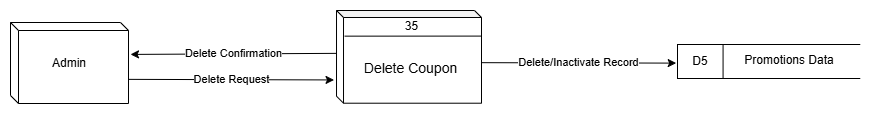 35
Admin
Delete Confirmation
Delete Request
Delete Coupon
Delete/Inactivate Record
D5
Promotions Data